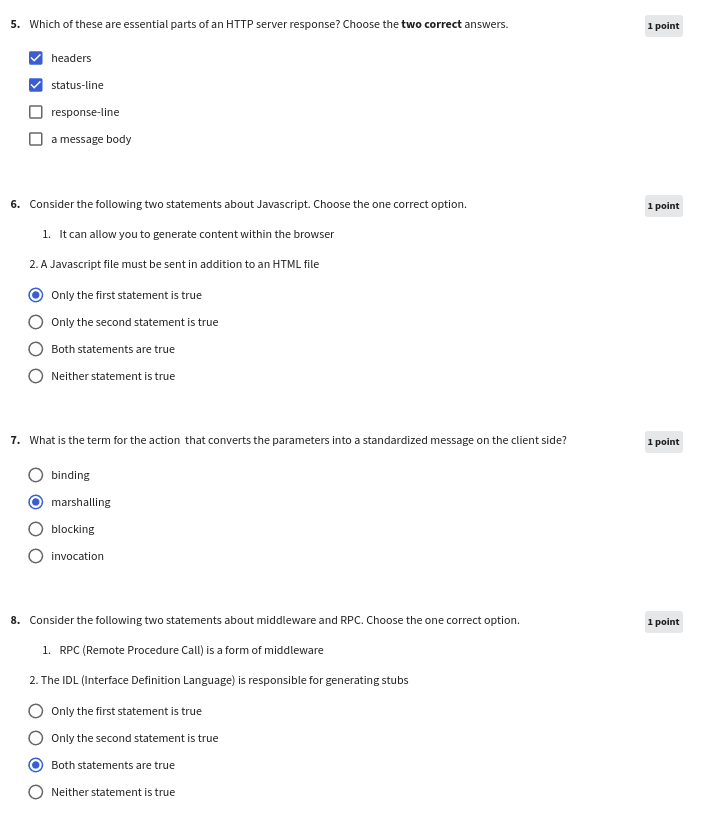 5. Which of these are essential parts of an HTTP server response? Choose the two correct answers. 1 point
headers
status-line
response-line
a message body
6. Consider the following two statements about Javascript. Choose the one correct option. 1 point
1. It can allow you to generate content within the browser
2. A Javascript file must be sent in addition to an HTML file
Only the first statement is true
Only the second statement is true
Both statements are true
Neither statement is true
7. What is the term for the action that converts the parameters into a standardized message on the client side? 1 point
binding
marshalling
blocking
invocation
8. Consider the following two statements about middleware and RPC. Choose the one correct option. 1 point
1. RPC (Remote Procedure Call) is a form of middleware
2. The IDL (Interface Definition Language) is responsible for generating stubs
Only the first statement is true
Only the second statement is true
Both statements are true
Neither statement is true